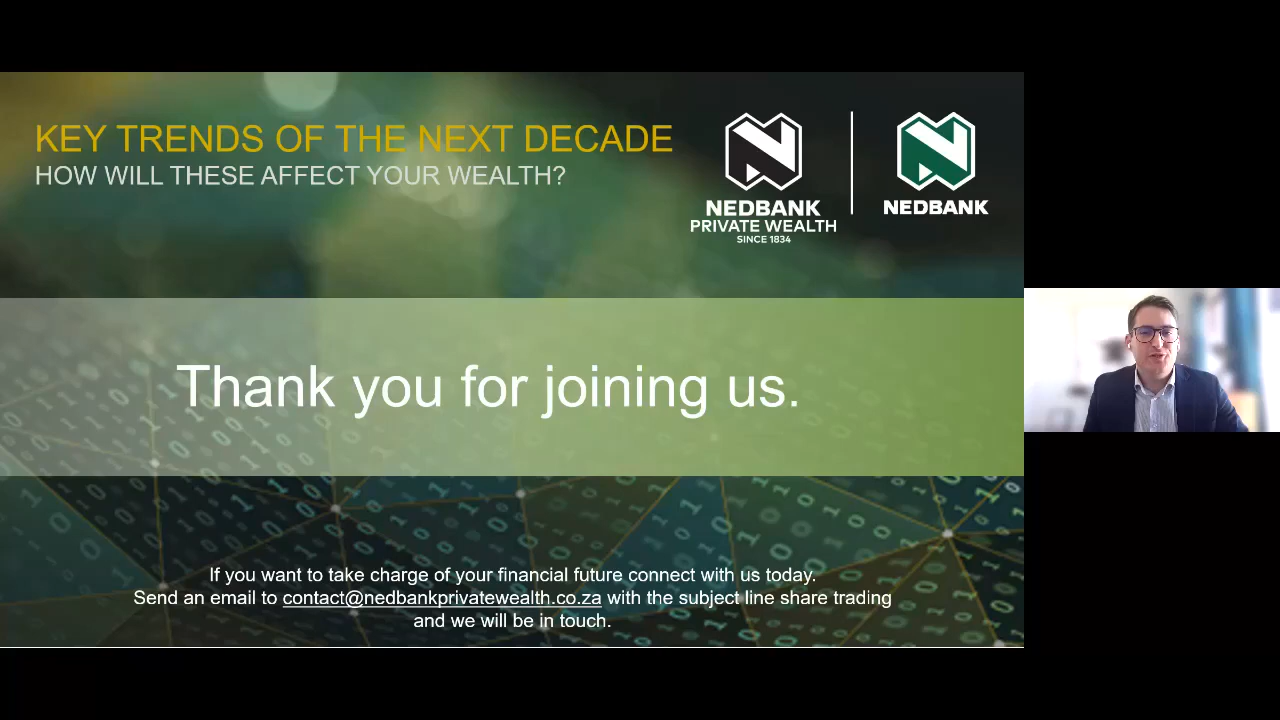 KEY TRENDS OF THE NEXT DECADE
HOW WILL THESE AFFECT YOUR WEALTH?
NEDBANK
PRIVATE WEALTH
SINCE 1834
NEDBANK
Thank you for joining us.
If you want to take charge of your financial future connect with us today.
Send an email to contact@nedbankprivatewealth.co.za with the subject line share trading
and we will be in touch.